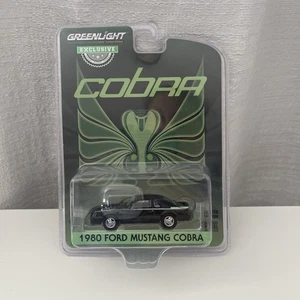 GREENLIGHT
EXCLUSIVE
COBRA
1980 FORD MUSTANG COBRA